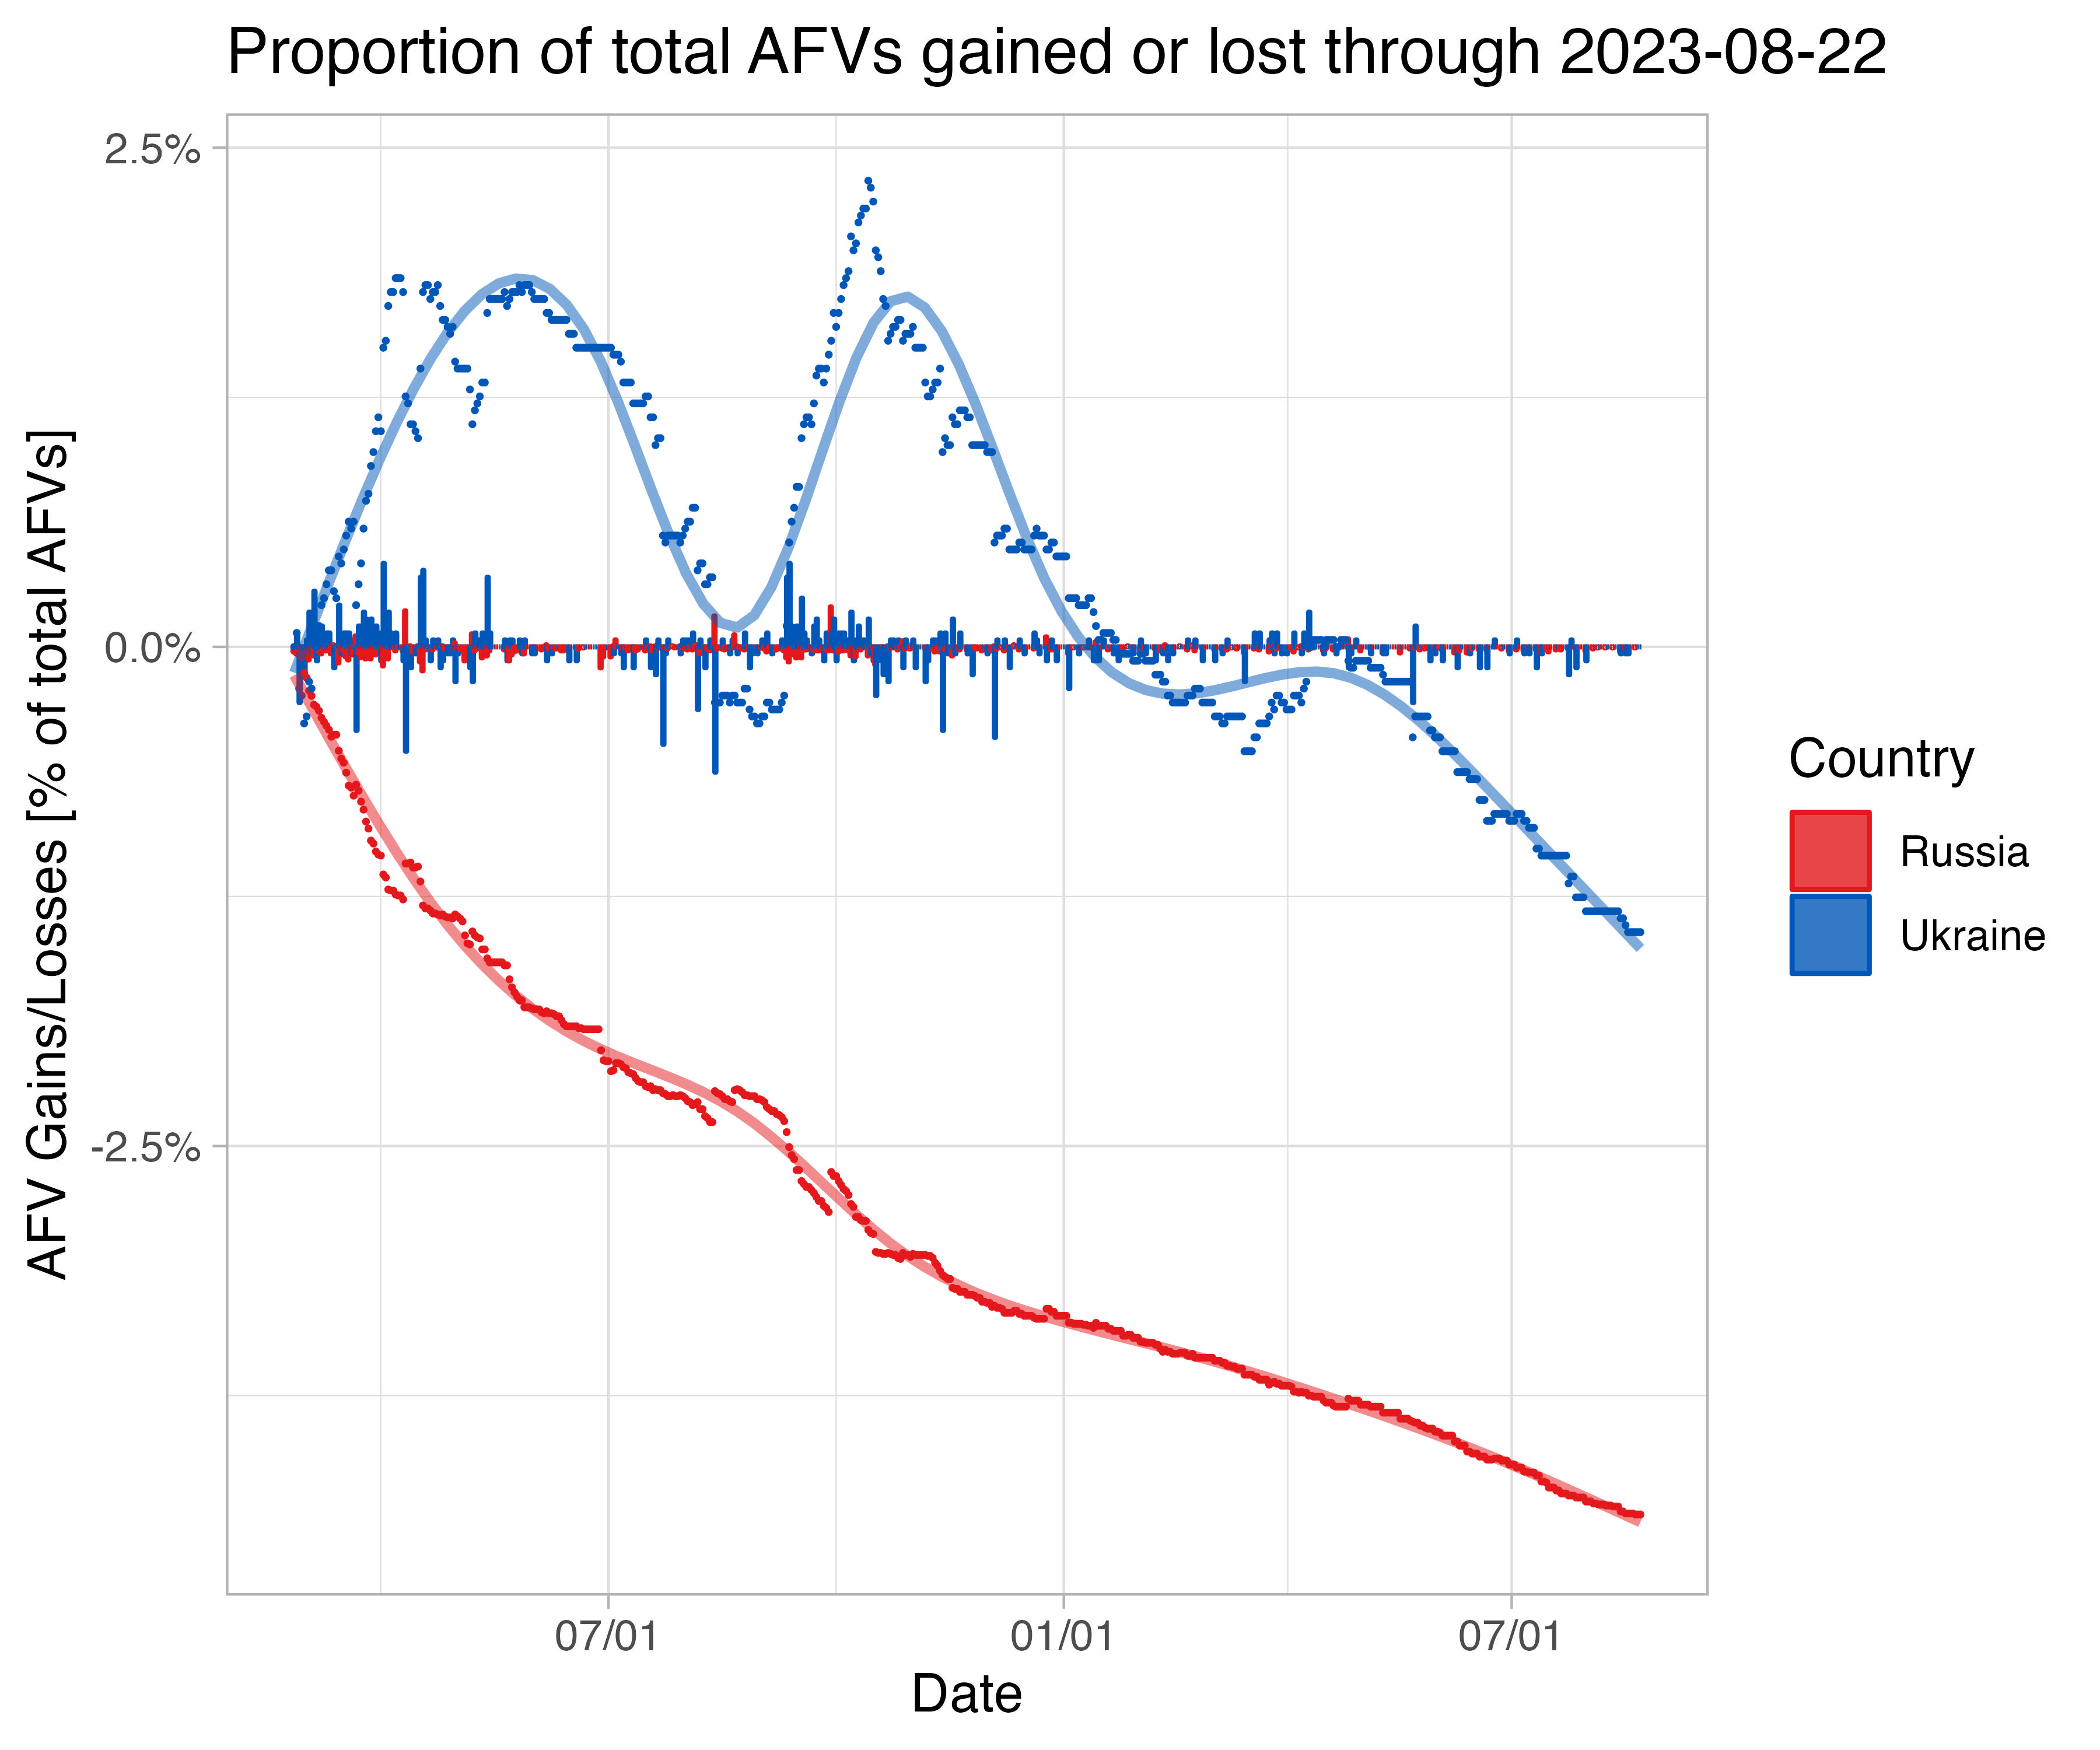 Proportion of total AFVs gained or lost through 2023-08-22
AFV Gains/Losses [% of total AFVs]
2.5%
0.0%
-2.5%
07/01
01/01
07/01
Date
Country
Russia
Ukraine